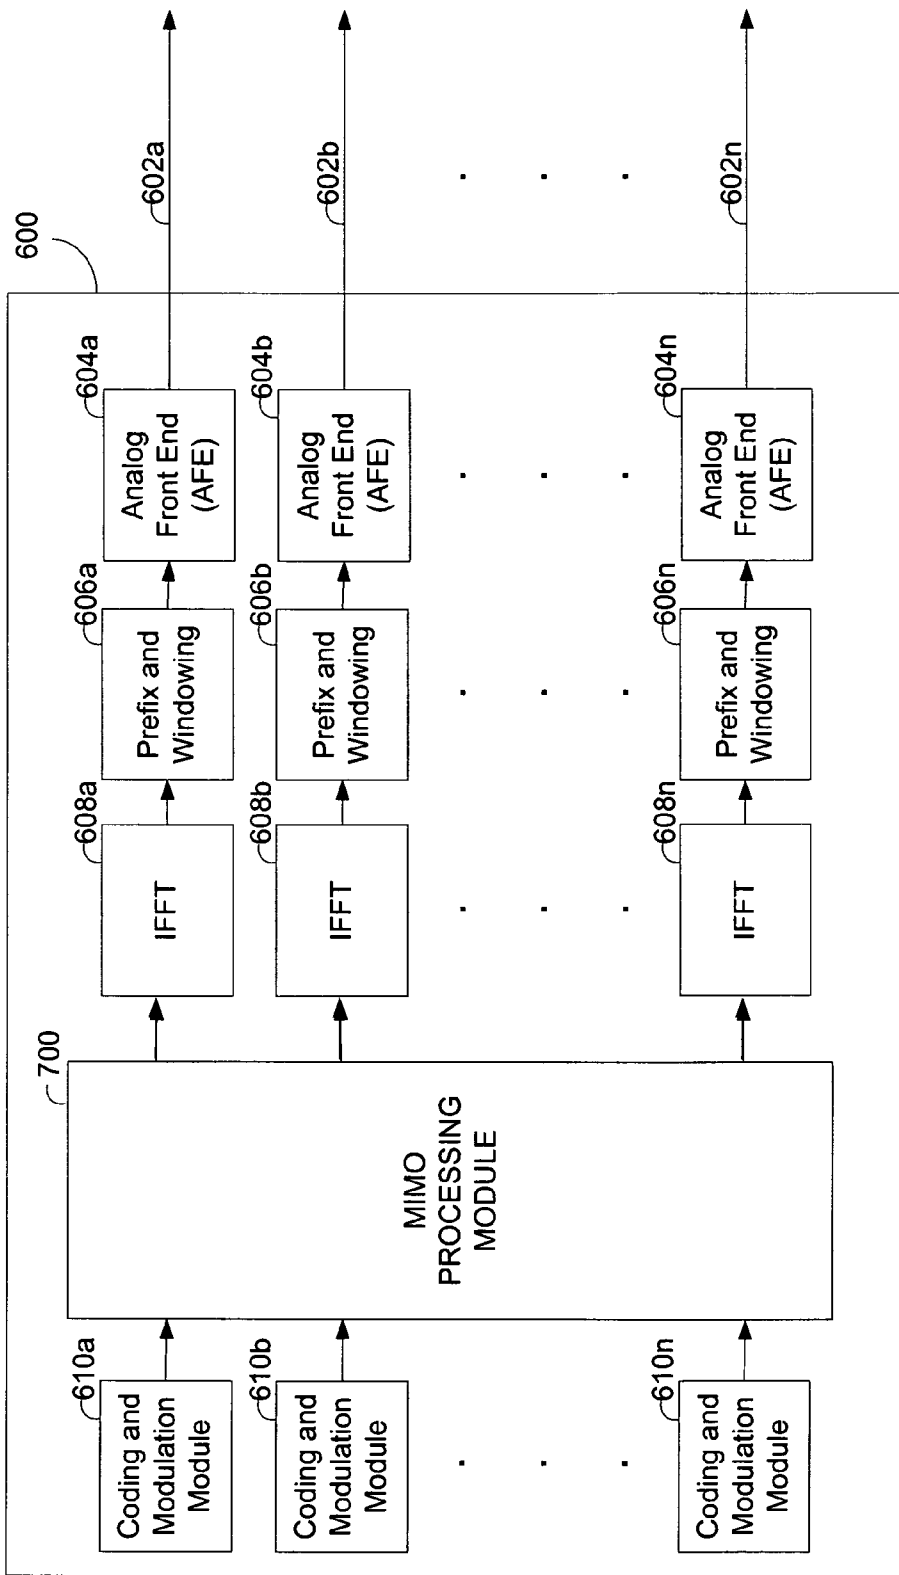 600
610a
Coding and
Modulation
Module
610b
Coding and
Modulation
Module
610n
Coding and
Modulation
Module
700
MIMO
PROCESSING
MODULE
608a
IFFT
608b
IFFT
608n
IFFT
606a
Prefix and
Windowing
606b
Prefix and
Windowing
606n
Prefix and
Windowing
604a
Analog
Front End
(AFE)
604b
Analog
Front End
(AFE)
604n
Analog
Front End
(AFE)
602a
602b
602n